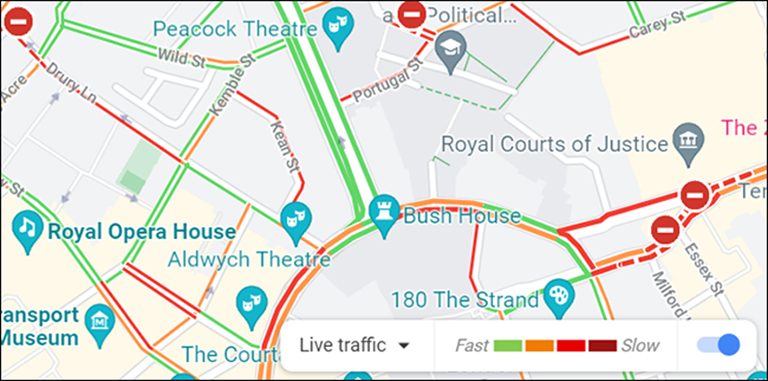 a
Political...
Peacock Theatre
Carey St
Wild St
Kemble St
Drury Ln
Acre
Portugal St
Kean St
Royal Courts of Justice
The
St
Bush House
Royal Opera House
Aldwych Theatre
Essex St
180 The Strand
Milford
ransport
Museum
The Court
Live traffic
Fast
Slow